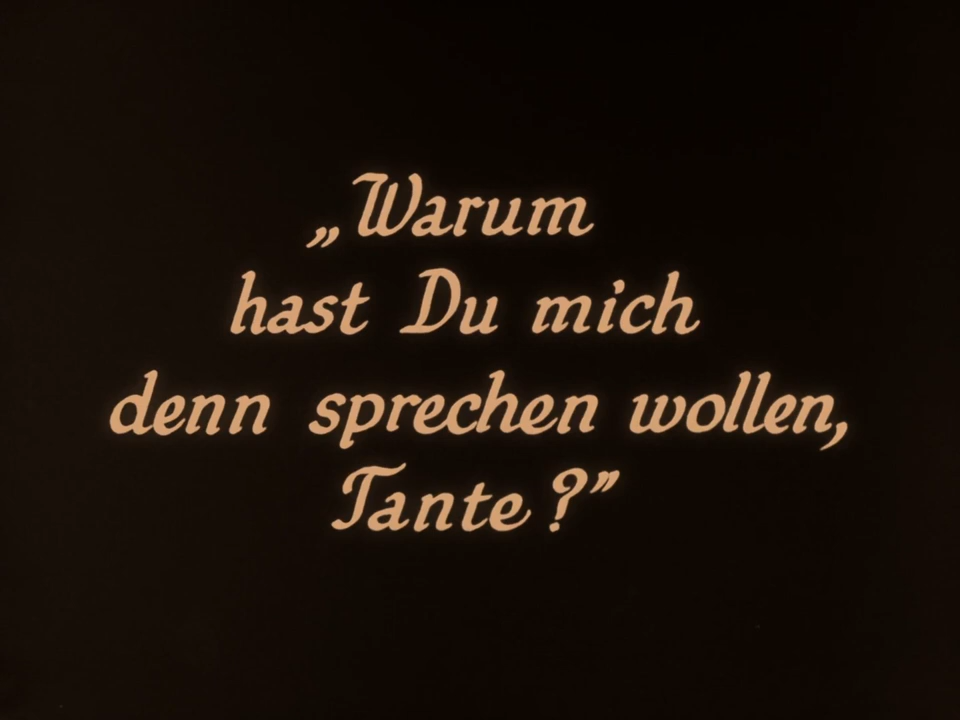 „Warum
hast Du mich
denn sprechen wollen,
Tante?”